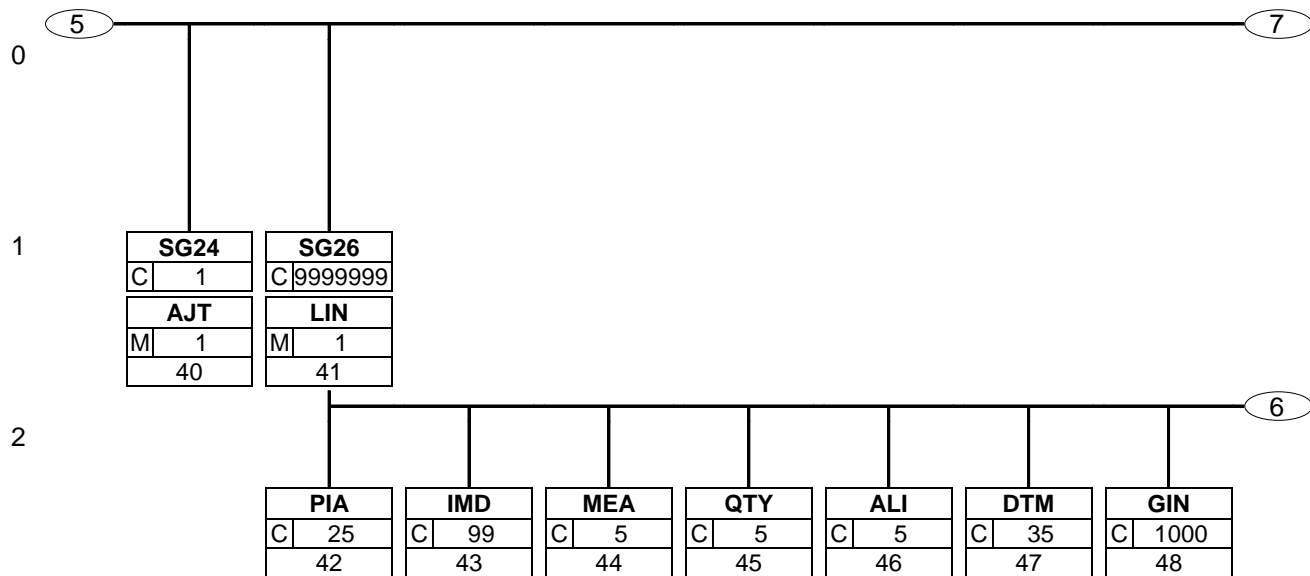 5 7
0
1
SG24 SG26
C 1 C 9999999
AJT LIN
M 1 M 1
40 41
6
2
PIA IMD MEA QTY ALI DTM GIN
C 25 C 99 C 5 C 5 C 5 C 35 C 1000
42 43 44 45 46 47 48